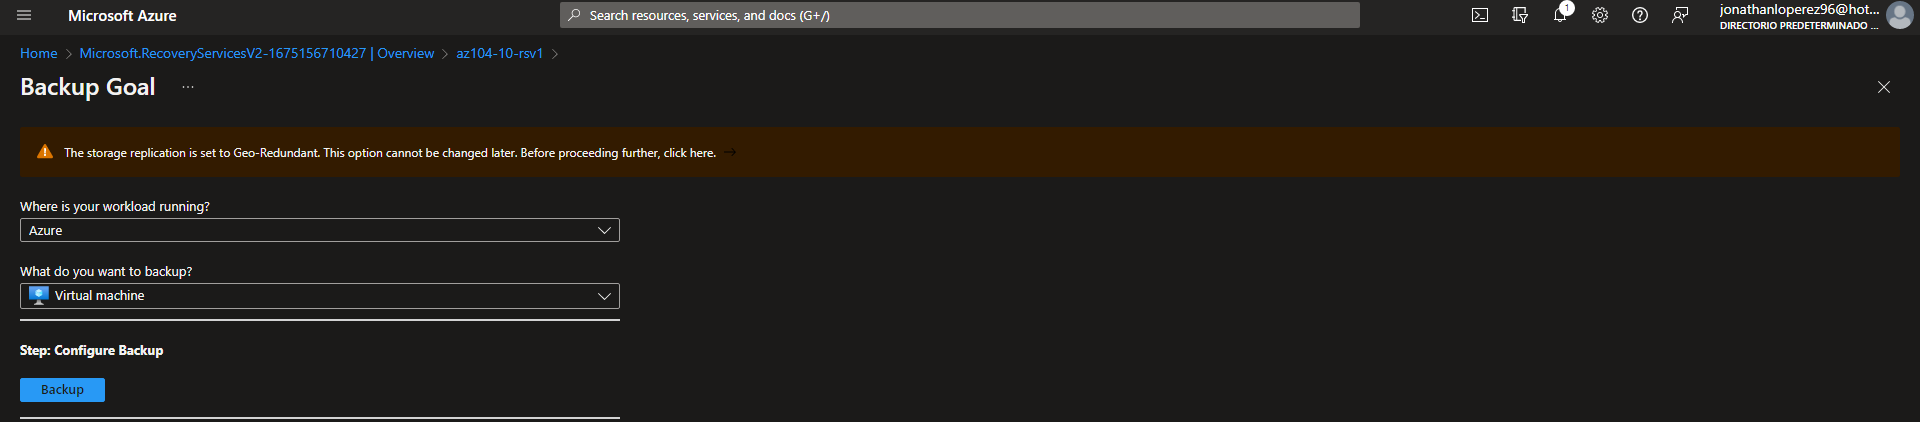 Microsoft Azure
Search resources, services, and docs (G+/)
1
jonathanloperez96@hot...
DIRECTORIO PREDETERMINADO ...
Home > Microsoft.RecoveryServicesV2-1675156710427 | Overview > az104-10-rsv1 >
Backup Goal ...
The storage replication is set to Geo-Redundant. This option cannot be changed later. Before proceeding further, click here. →
Where is your workload running?
Azure
What do you want to backup?
Virtual machine
Step: Configure Backup
Backup